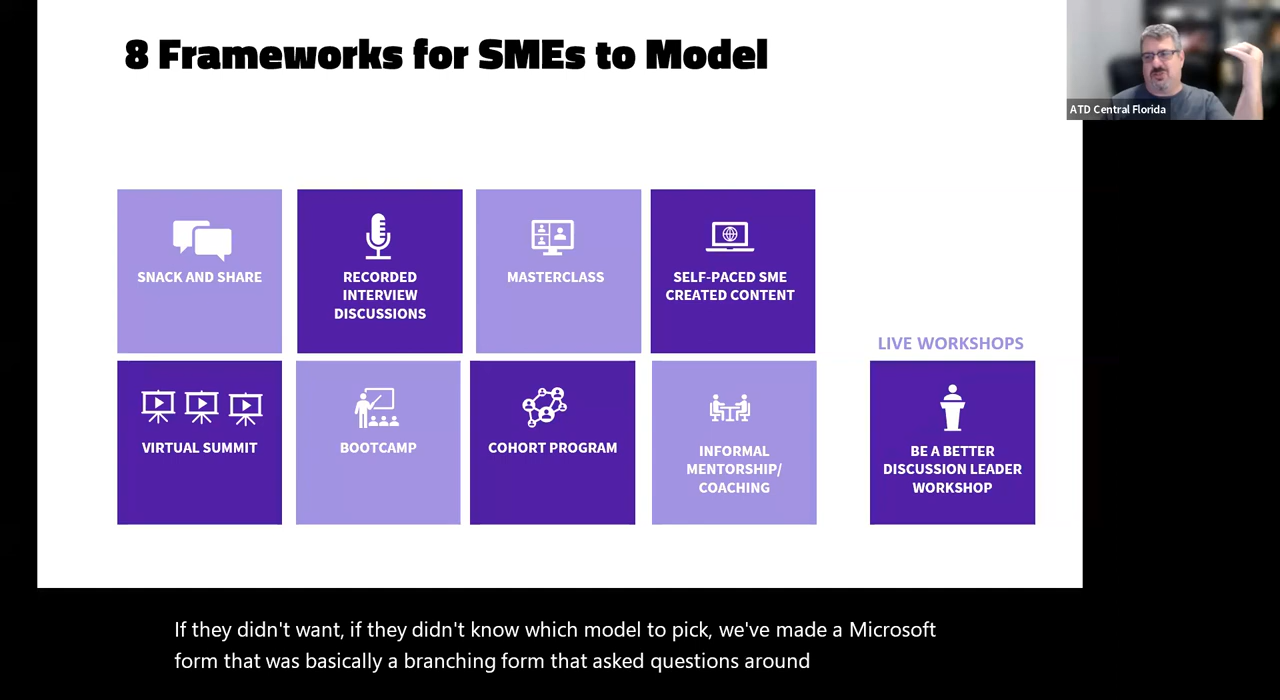 8 Frameworks for SMEs to Model
ATD Central Florida
SNACK AND SHARE
RECORDED
INTERVIEW
DISCUSSIONS
MASTERCLASS
SELF-PACED SME
CREATED CONTENT
LIVE WORKSHOPS
VIRTUAL SUMMIT
BOOTCAMP
COHORT PROGRAM
INFORMAL
MENTORSHIP/
COACHING
BE A BETTER
DISCUSSION LEADER
WORKSHOP
If they didn't want, if they didn't know which model to pick, we've made a Microsoft
form that was basically a branching form that asked questions around